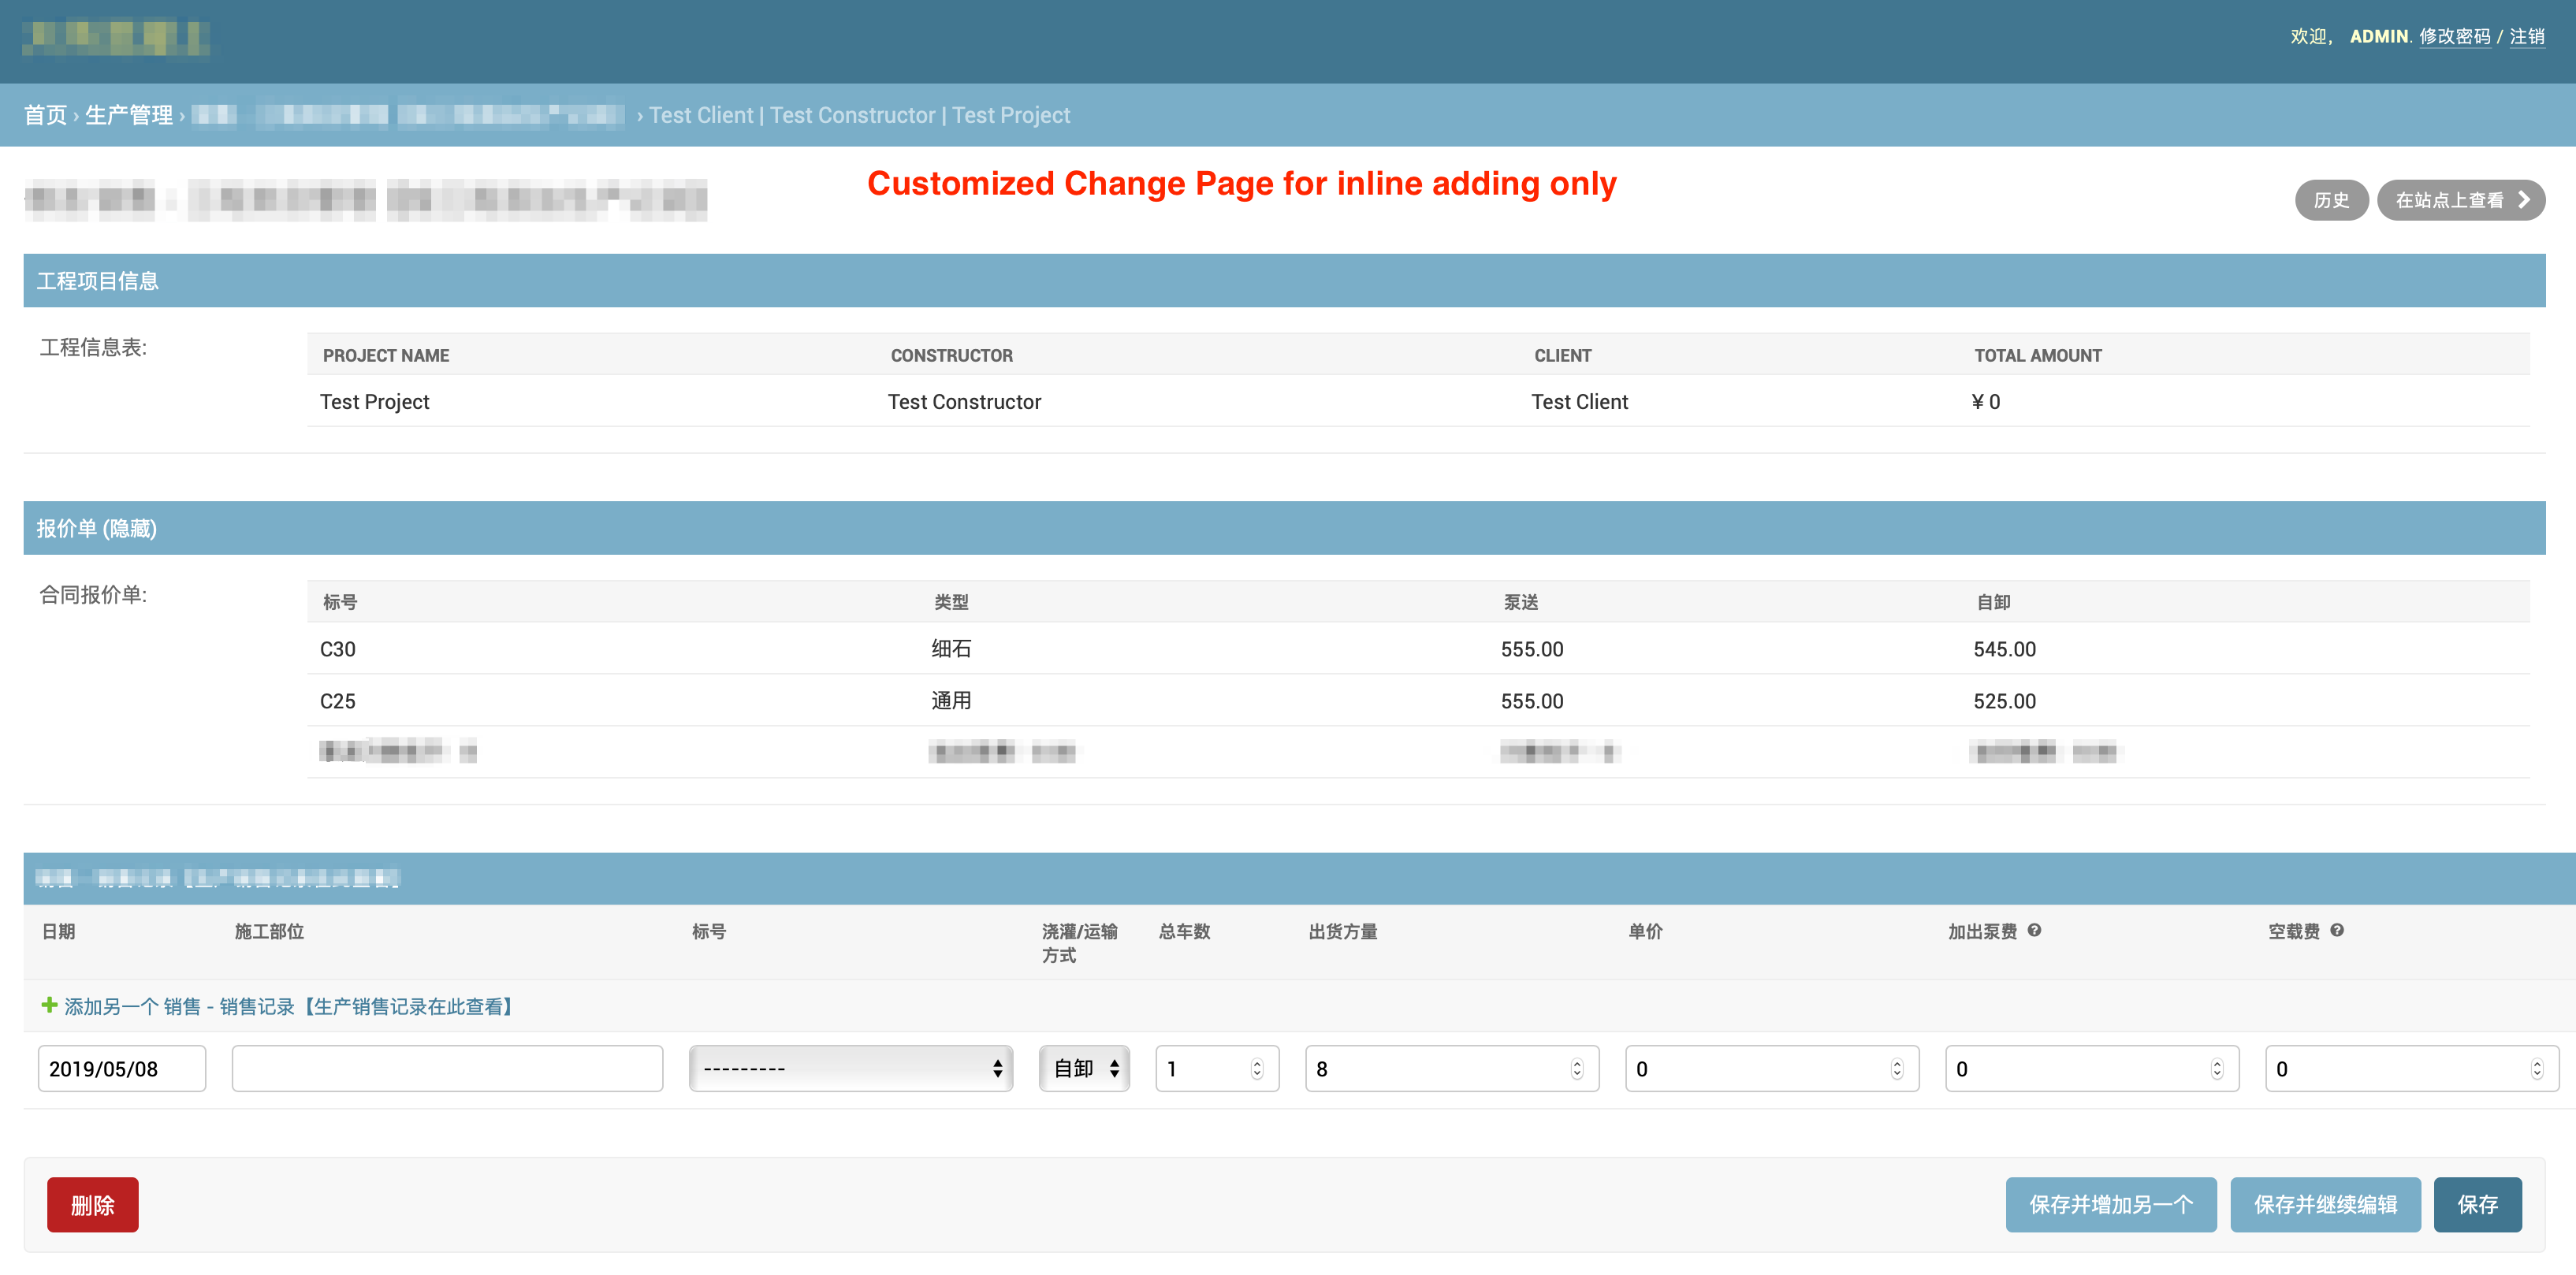 欢迎， ADMIN. 修改密码 / 注销
首页 › 生产管理 › › Test Client | Test Constructor | Test Project
Customized Change Page for inline adding only
历史 在站点上查看
工程项目信息
工程信息表:
PROJECT NAME CONSTRUCTOR CLIENT TOTAL AMOUNT
Test Project Test Constructor Test Client ¥ 0
报价单 (隐藏)
合同报价单:
标号 类型 泵送 自卸
C30 细石 555.00 545.00
C25 通用 555.00 525.00
日期 施工部位 标号 浇灌/运输 总车数 出货方量 单价 加出泵费 空载费
方式
添加另一个 销售 - 销售记录【生产销售记录在此查看】
2019/05/08 --------- 自卸 1 8 0 0 0
删除 保存并增加另一个 保存并继续编辑 保存